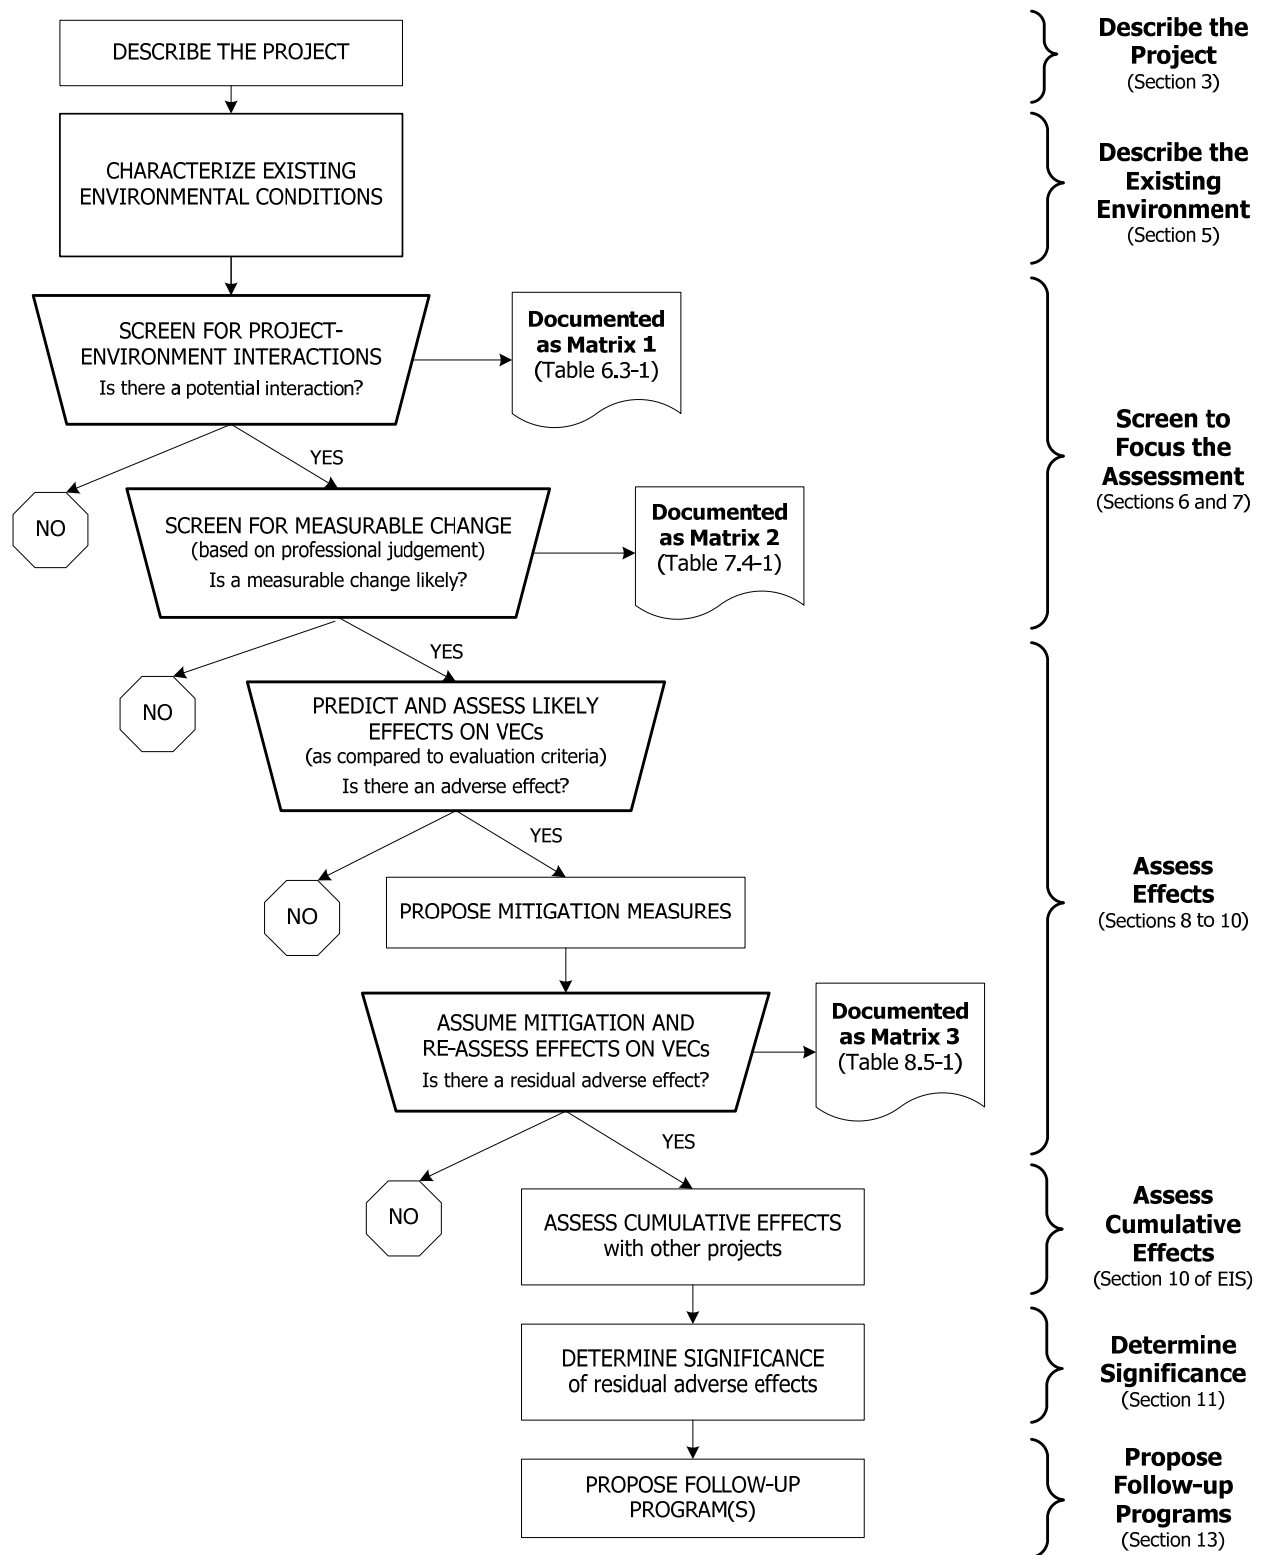 DESCRIBE THE PROJECT
Describe the
Project
(Section 3)
CHARACTERIZE EXISTING
ENVIRONMENTAL CONDITIONS
Describe the
Existing
Environment
(Section 5)
SCREEN FOR PROJECT-
ENVIRONMENT INTERACTIONS
Is there a potential interaction?
Documented
as Matrix 1
(Table 6.3-1)
YES
NO
SCREEN FOR MEASURABLE CHANGE
(based on professional judgement)
Is a measurable change likely?
Documented
as Matrix 2
(Table 7.4-1)
Screen to
Focus the
Assessment
(Sections 6 and 7)
YES
NO
PREDICT AND ASSESS LIKELY
EFFECTS ON VECs
(as compared to evaluation criteria)
Is there an adverse effect?
YES
NO
PROPOSE MITIGATION MEASURES
Assess
Effects
(Sections 8 to 10)
ASSUME MITIGATION AND
RE-ASSESS EFFECTS ON VECs
Is there a residual adverse effect?
Documented
as Matrix 3
(Table 8.5-1)
YES
NO
ASSESS CUMULATIVE EFFECTS
with other projects
Assess
Cumulative
Effects
(Section 10 of EIS)
DETERMINE SIGNIFICANCE
of residual adverse effects
Determine
Significance
(Section 11)
PROPOSE FOLLOW-UP
PROGRAM(S)
Propose
Follow-up
Programs
(Section 13)